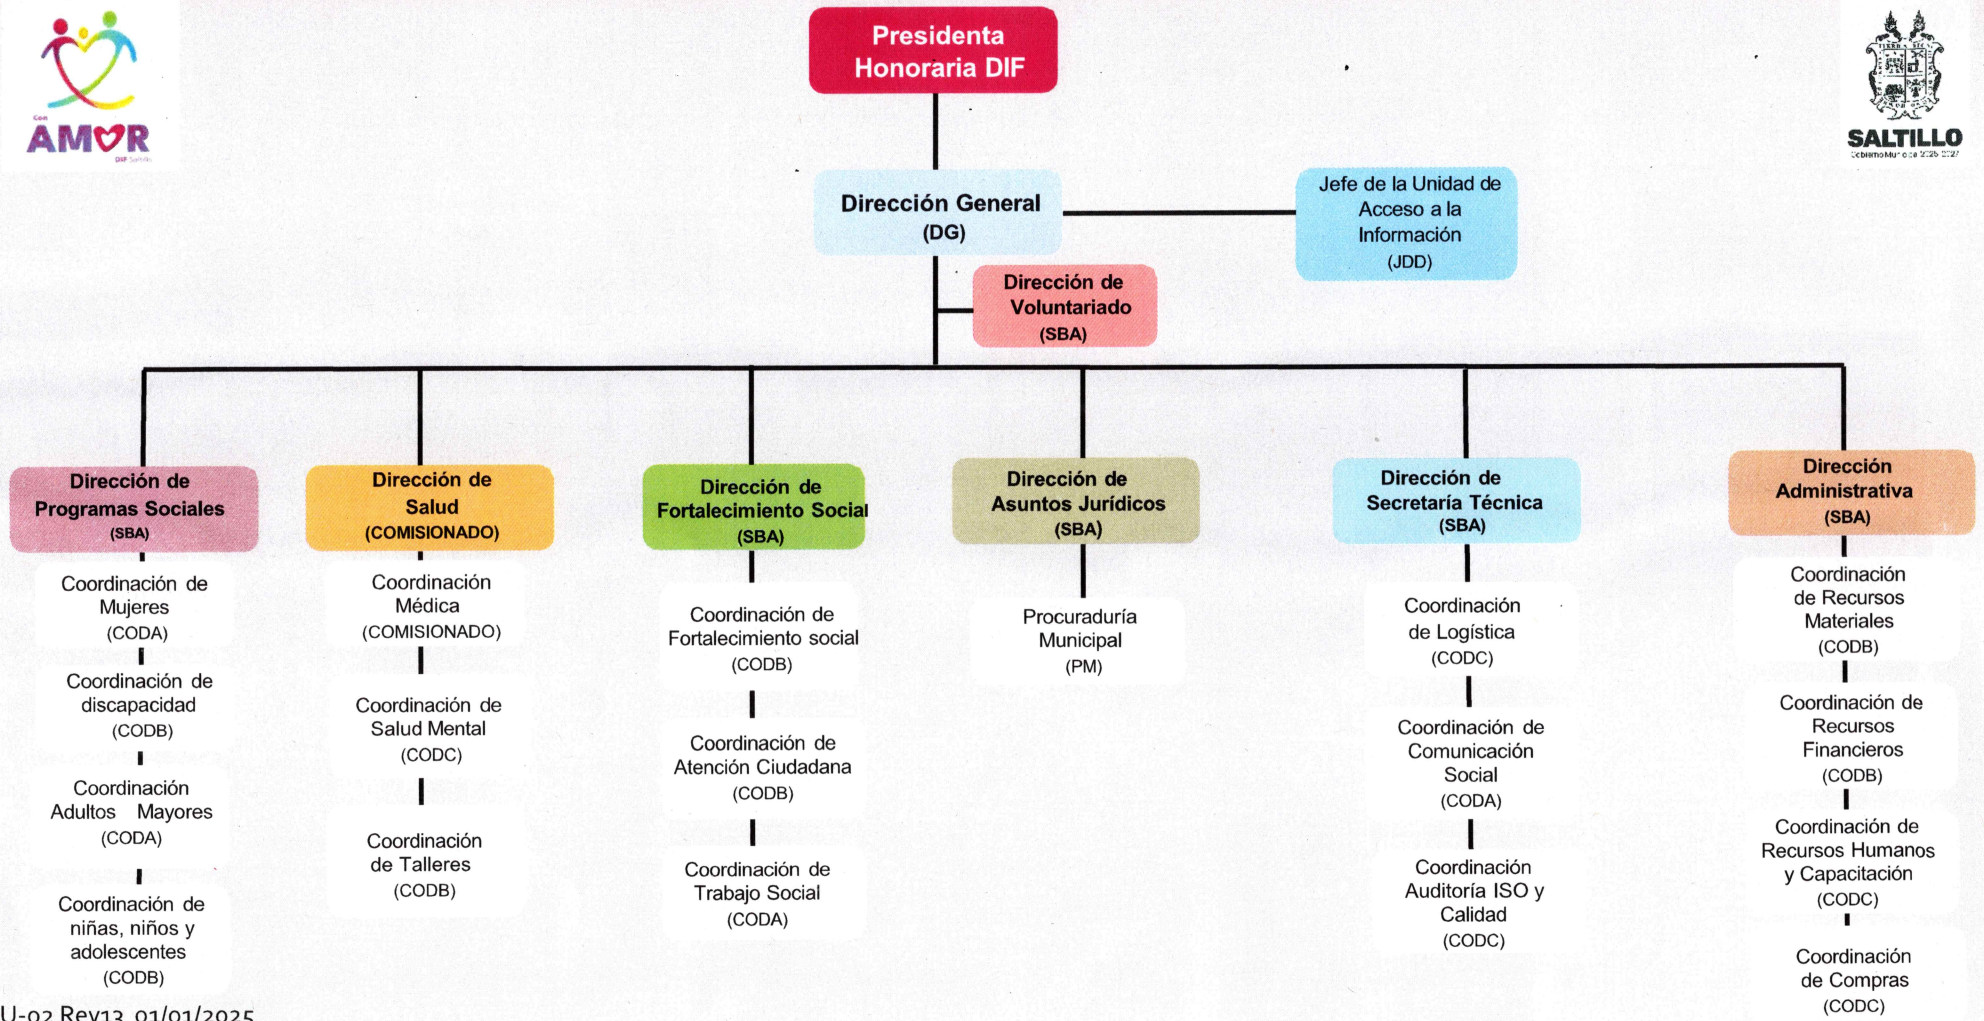 Presidenta
Honoraria DIF
Con
AMOR
DIF Saltillo
SALTILLO
Gobierno Municipal 2025-2027
Dirección General
(DG)
Jefe de la Unidad de
Acceso a la
Información
(JDD)
Dirección de
Voluntariado
(SBA)
Dirección de
Programas Sociales
(SBA)
Coordinación de
Mujeres
(CODA)
Coordinación de
discapacidad
(CODB)
Coordinación
Adultos Mayores
(CODA)
Coordinación de
niñas, niños y
adolescentes
(CODB)
Dirección de
Salud
(COMISIONADO)
Coordinación
Médica
(COMISIONADO)
Coordinación de
Salud Mental
(CODC)
Coordinación
de Talleres
(CODB)
Dirección de
Fortalecimiento Social
(SBA)
Coordinación de
Fortalecimiento social
(CODB)
Coordinación de
Atención Ciudadana
(CODB)
Coordinación de
Trabajo Social
(CODA)
Dirección de
Asuntos Jurídicos
(SBA)
Procuraduría
Municipal
(PM)
Dirección de
Secretaría Técnica
(SBA)
Coordinación
de Logística
(CODC)
Coordinación de
Comunicación
Social
(CODA)
Coordinación
Auditoría ISO y
Calidad
(CODC)
Dirección
Administrativa
(SBA)
Coordinación
de Recursos
Materiales
(CODB)
Coordinación de
Recursos
Financieros
(CODB)
Coordinación de
Recursos Humanos
y Capacitación
(CODC)
Coordinación
de Compras
(CODC)
U-02 Rev13 01/01/2025